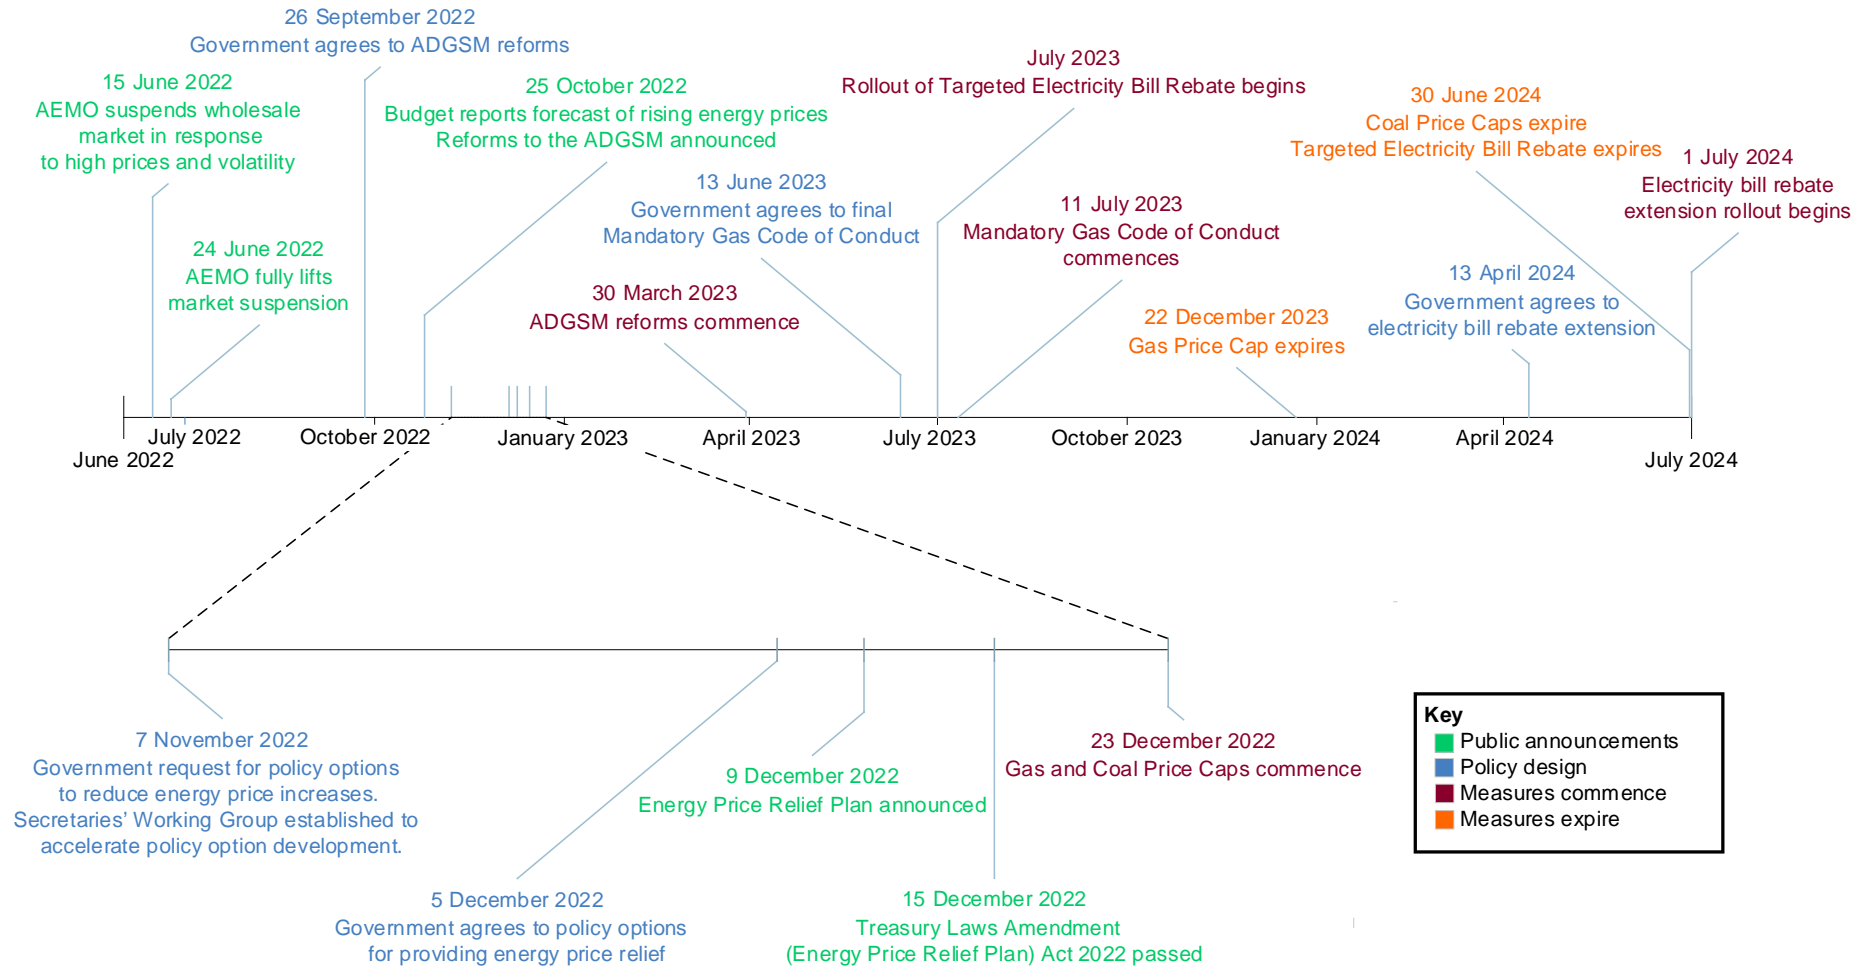 26 September 2022
Government agrees to ADGSM reforms
15 June 2022
AEMO suspends wholesale
market in response
to high prices and volatility
25 October 2022
Budget reports forecast of rising energy prices
Reforms to the ADGSM announced
July 2023
Rollout of Targeted Electricity Bill Rebate begins
30 June 2024
Coal Price Caps expire
Targeted Electricity Bill Rebate expires
1 July 2024
Electricity bill rebate
extension rollout begins
13 June 2023
Government agrees to final
Mandatory Gas Code of Conduct
11 July 2023
Mandatory Gas Code of Conduct
commences
24 June 2022
AEMO fully lifts
market suspension
30 March 2023
ADGSM reforms commence
22 December 2023
Gas Price Cap expires
13 April 2024
Government agrees to
electricity bill rebate extension
June 2022
July 2022
October 2022
January 2023
April 2023
July 2023
October 2023
January 2024
April 2024
July 2024
7 November 2022
Government request for policy options
to reduce energy price increases.
Secretaries’ Working Group established to
accelerate policy option development.
5 December 2022
Government agrees to policy options
for providing energy price relief
9 December 2022
Energy Price Relief Plan announced
15 December 2022
Treasury Laws Amendment
(Energy Price Relief Plan) Act 2022 passed
23 December 2022
Gas and Coal Price Caps commence
Key
Public announcements
Policy design
Measures commence
Measures expire